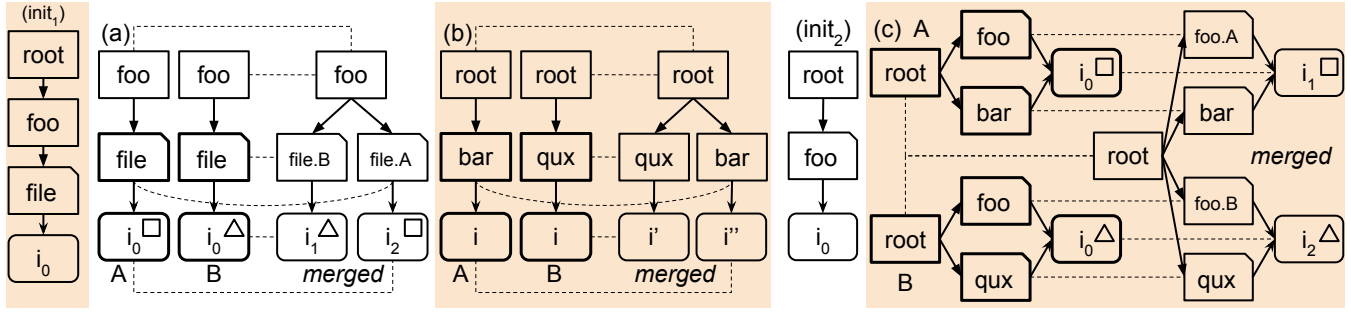 (init₁)
root
foo
file
i₀
(a)
foo foo foo
file file file.B file.A
i₀ i₀ i₁ i₂
A B merged
(b)
root root root
bar qux qux bar
i i i' i''
A B merged
(init₂)
root
foo
i₀
(c) A
foo foo.A
root i₀ i₁
bar bar
root merged
foo foo.B
root i₀ i₂
B qux qux